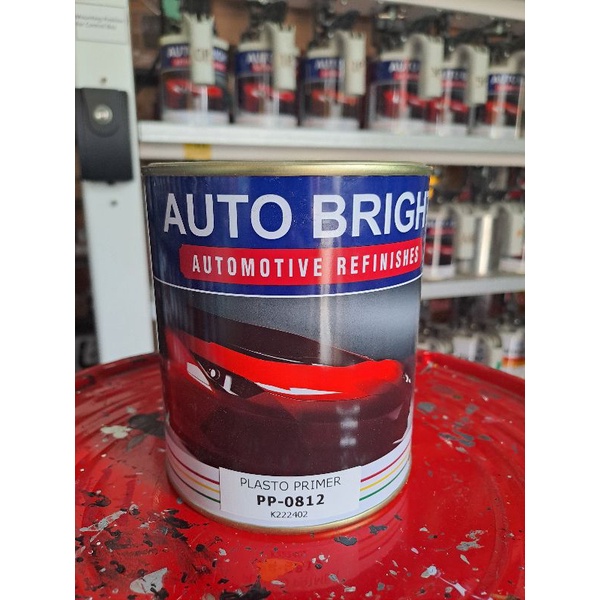 AUTO BRIGH
AUTOMOTIVE REFINISHES
PLASTO PRIMER
PP-0812
K222402